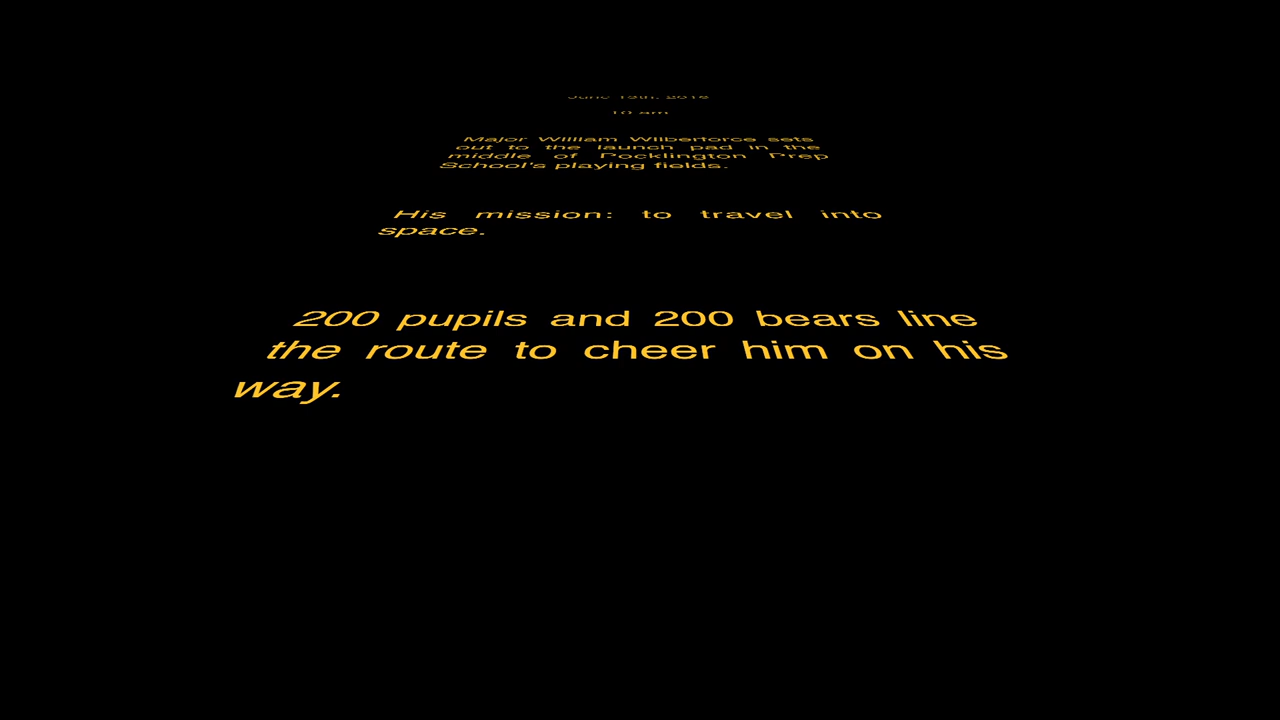 June
10 am
Major William Wilberforce sets
out to the launch pad in the
middle of Pocklington Prep
School's playing fields.
His mission: to travel into
space.
200 pupils and 200 bears line
the route to cheer him on his
way.